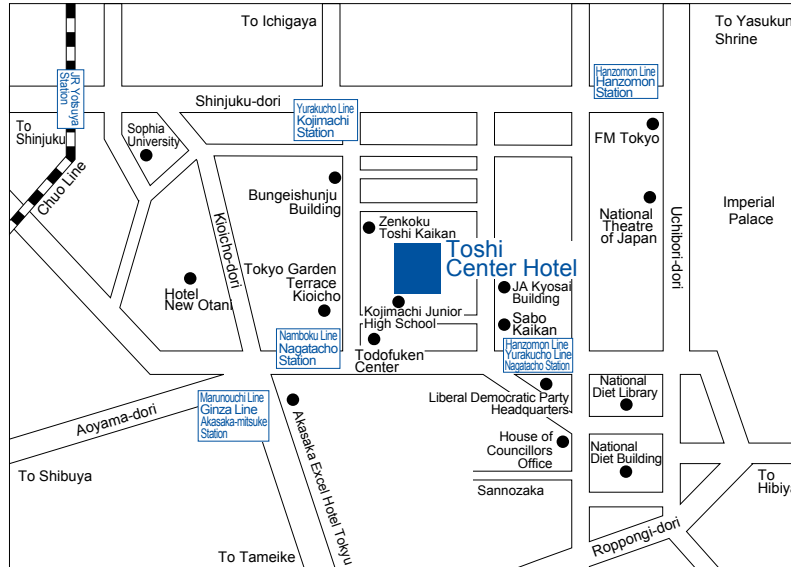 To Ichigaya
To Yasukuni
Shrine
JR Yotsuya
Station
Hanzomon Line
Hanzomon
Station
Shinjuku-dori
Yurakucho Line
Kojimachi
Station
To
Shinjuku
Sophia
University
FM Tokyo
Chuo Line
Bungeishunju
Building
Kioicho-dori
National
Theatre
of Japan
Uchibori-dori
Imperial
Palace
Zenkoku
Toshi Kaikan
Toshi
Center Hotel
Hotel
New Otani
Tokyo Garden
Terrace
Kioicho
JA Kyosai
Building
Kojimachi Junior
High School
Sabo
Kaikan
Namboku Line
Nagatacho
Station
Todofuken
Center
Hanzomon Line
Yurakucho Line
Nagatacho Station
Marunouchi Line
Ginza Line
Akasaka-mitsuke
Station
Liberal Democratic Party
Headquarters
National
Diet Library
Aoyama-dori
Akasaka Excel Hotel Tokyu
House of
Councillors
Office
National
Diet Building
To Shibuya
Sannozaka
To
Hibiya
Roppongi-dori
To Tameike